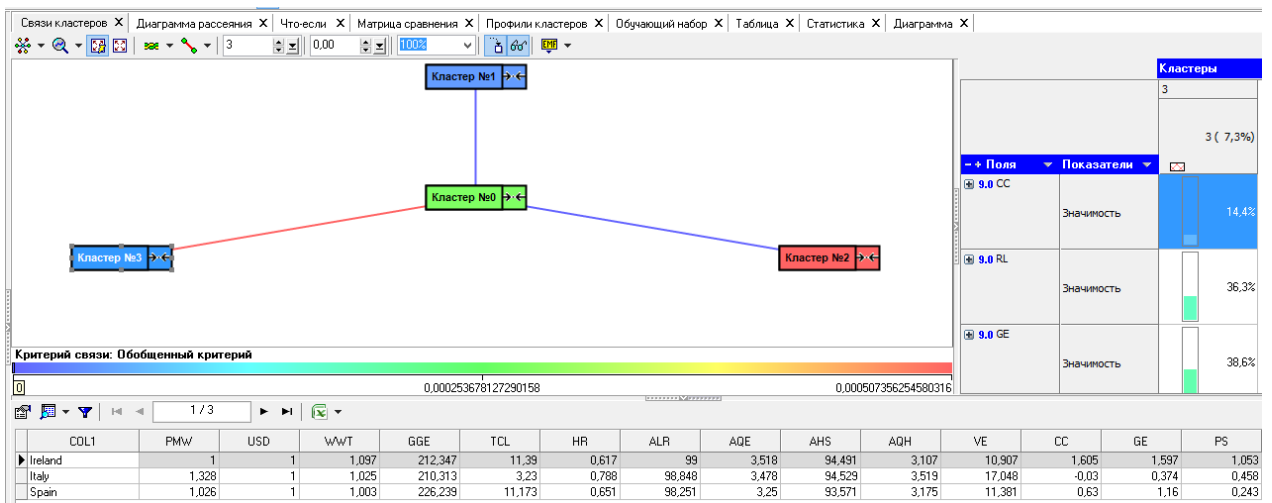 Связи кластеров X Диаграмма рассеяния X Что-если X Матрица сравнения X Профили кластеров X Обучающий набор X Таблица X Статистика X Диаграмма X
3 0,00 100% EMF
Кластеры
3
3 ( 7,3%)
Кластер №1
Кластер №0
Кластер №3
Кластер №2
− + Поля Показатели
9.0 CC Значимость 14,4%
9.0 RL Значимость 36,3%
9.0 GE Значимость 38,6%
Критерий связи: Обобщенный критерий
0 0,000253678127290158 0,000507356254580316
1 / 3
COL1 PMW USD WWT GGE TCL HR ALR AQE AHS AQH VE CC GE PS
Ireland 1 1 1,097 212,347 11,39 0,617 99 3,518 94,491 3,107 10,907 1,605 1,597 1,053
Italy 1,328 1 1,025 210,313 3,23 0,788 98,848 3,478 94,529 3,519 17,048 -0,03 0,374 0,458
Spain 1,026 1 1,003 226,239 11,173 0,651 98,251 3,25 93,571 3,175 11,381 0,63 1,16 0,243